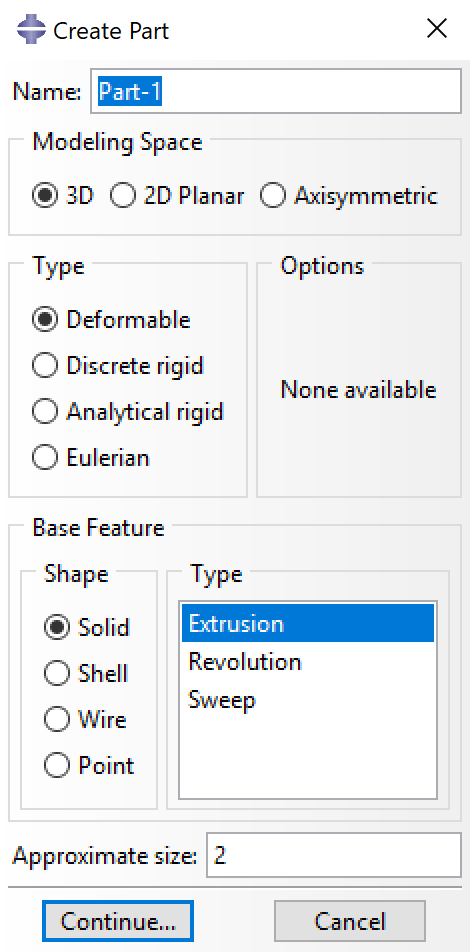 Create Part
Name: Part-1
Modeling Space
3D 2D Planar Axisymmetric
Type
Deformable
Discrete rigid
Analytical rigid
Eulerian
Options
None available
Base Feature
Shape
Solid
Shell
Wire
Point
Type
Extrusion
Revolution
Sweep
Approximate size: 2
Continue... Cancel